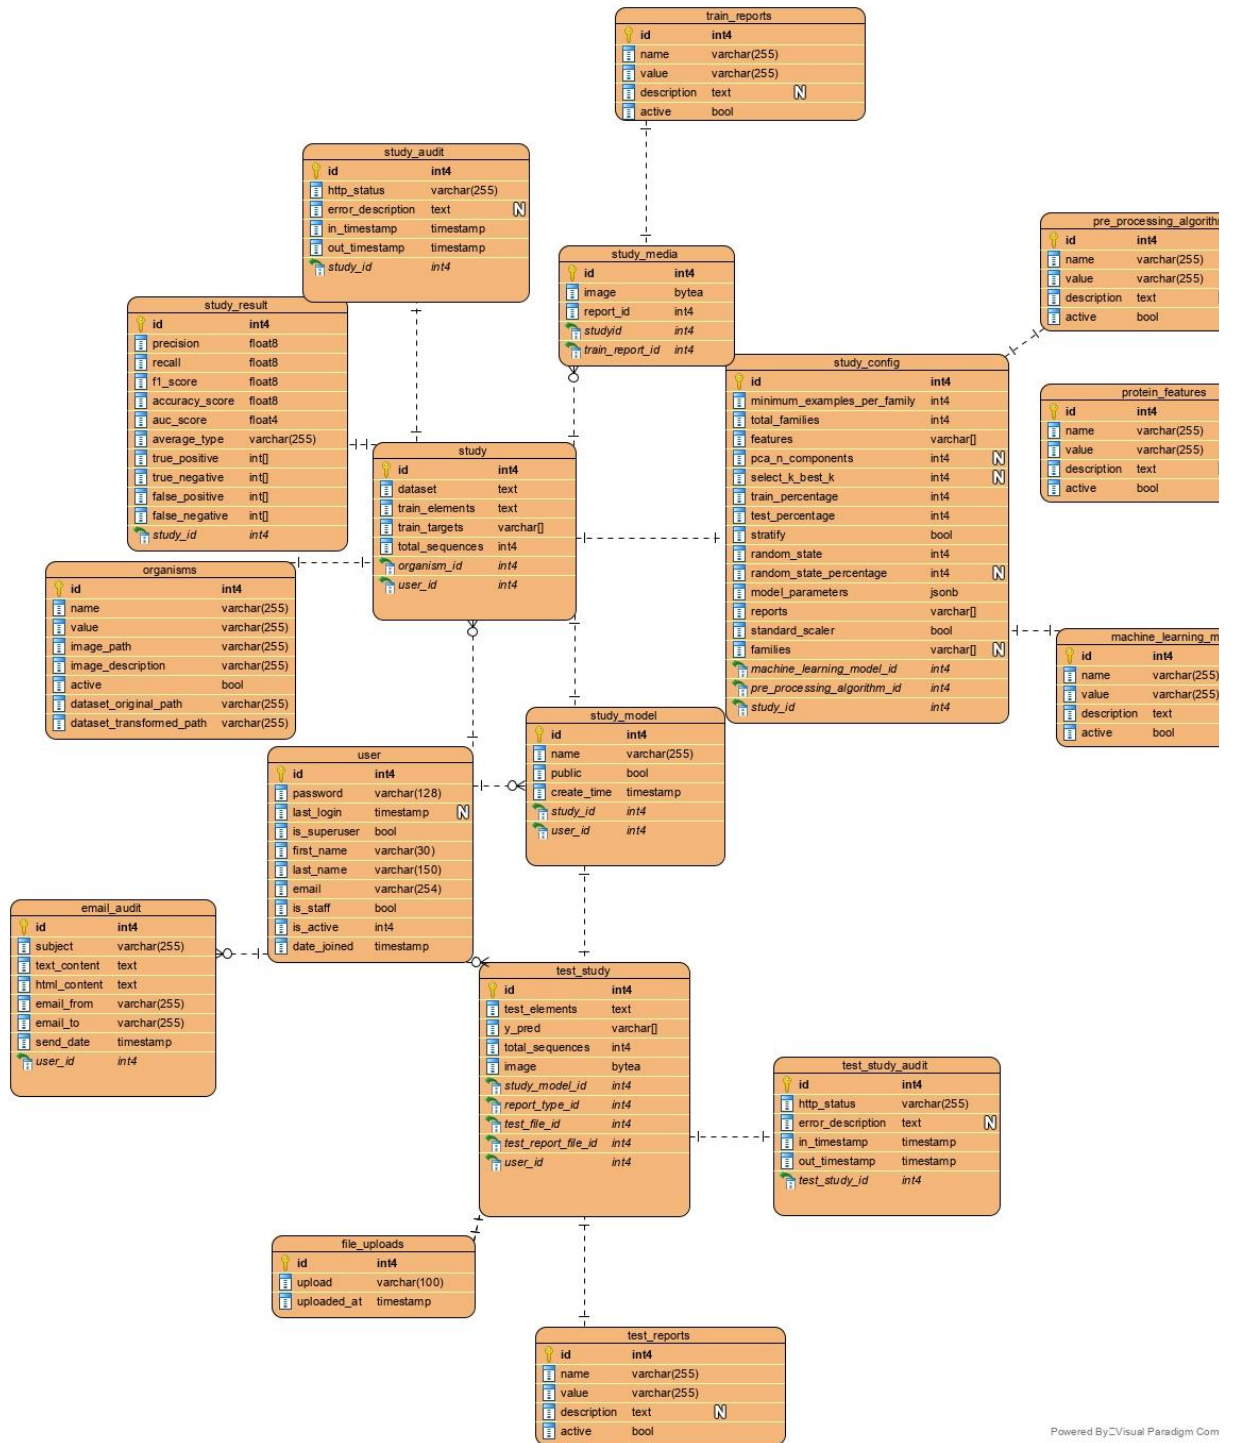 train_reports
id int4
name varchar(255)
value varchar(255)
description text N
active bool
study_audit
id int4
http_status varchar(255)
error_description text N
in_timestamp timestamp
out_timestamp timestamp
study_id int4
study_media
id int4
image bytea
report_id int4
studyid int4
train_report_id int4
pre_processing_algorith
id int4
name varchar(255)
value varchar(255)
description text
active bool
study_result
id int4
precision float8
recall float8
f1_score float8
accuracy_score float8
auc_score float4
average_type varchar(255)
true_positive int[]
true_negative int[]
false_positive int[]
false_negative int[]
study_id int4
study_config
id int4
minimum_examples_per_family int4
total_families int4
features varchar[]
pca_n_components int4 N
select_k_best_k int4 N
train_percentage int4
test_percentage int4
stratify bool
random_state int4
random_state_percentage int4 N
model_parameters jsonb
reports varchar[]
standard_scaler bool
families varchar[] N
machine_learning_model_id int4
pre_processing_algorithm_id int4
study_id int4
protein_features
id int4
name varchar(255)
value varchar(255)
description text
active bool
study
id int4
dataset text
train_elements text
train_targets varchar[]
total_sequences int4
organism_id int4
user_id int4
organisms
id int4
name varchar(255)
value varchar(255)
image_path varchar(255)
image_description varchar(255)
active bool
dataset_original_path varchar(255)
dataset_transformed_path varchar(255)
machine_learning_m
id int4
name varchar(255)
value varchar(255)
description text
active bool
study_model
id int4
name varchar(255)
public bool
create_time timestamp
study_id int4
user_id int4
user
id int4
password varchar(128)
last_login timestamp N
is_superuser bool
first_name varchar(30)
last_name varchar(150)
email varchar(254)
is_staff bool
is_active int4
date_joined timestamp
email_audit
id int4
subject varchar(255)
text_content text
html_content text
email_from varchar(255)
email_to varchar(255)
send_date timestamp
user_id int4
test_study
id int4
test_elements text
y_pred varchar[]
total_sequences int4
image bytea
study_model_id int4
report_type_id int4
test_file_id int4
test_report_file_id int4
user_id int4
test_study_audit
id int4
http_status varchar(255)
error_description text N
in_timestamp timestamp
out_timestamp timestamp
test_study_id int4
file_uploads
id int4
upload varchar(100)
uploaded_at timestamp
test_reports
id int4
name varchar(255)
value varchar(255)
description text N
active bool
Powered By Visual Paradigm Com